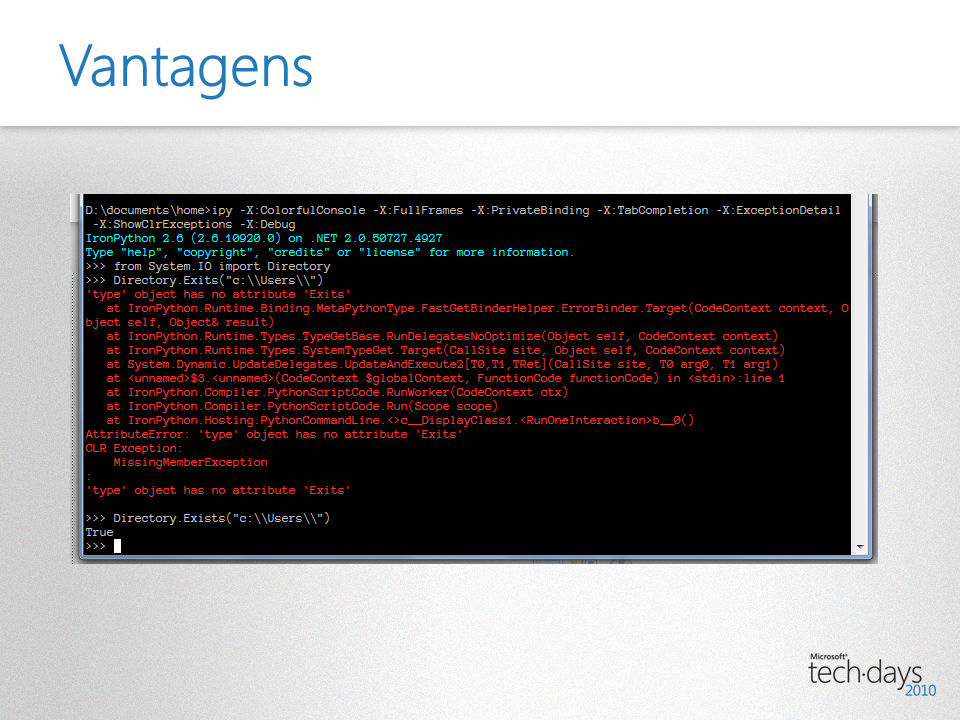 Vantagens
D:\documents\home>ipy -X:ColorfulConsole -X:FullFrames -X:PrivateBinding -X:TabCompletion -X:ExceptionDetail
-X:ShowClrExceptions -X:Debug
IronPython 2.6 (2.6.10920.0) on .NET 2.0.50727.4927
Type "help", "copyright", "credits" or "license" for more information.
>>> from System.IO import Directory
>>> Directory.Exits("c:\\Users\\")
'type' object has no attribute 'Exits'
at IronPython.Runtime.Binding.MetaPythonType.FastGetBinderHelper.ErrorBinder.Target(CodeContext context, O
bject self, Object& result)
at IronPython.Runtime.Types.TypeGetBase.RunDelegatesNoOptimize(Object self, CodeContext context)
at IronPython.Runtime.Types.SystemTypeGet.Target(CallSite site, Object self, CodeContext context)
at System.Dynamic.UpdateDelegates.UpdateAndExecute2[T0,T1,TRet](CallSite site, T0 arg0, T1 arg1)
at <unnamed>$3.<unnamed>(CodeContext $globalContext, FunctionCode functionCode) in <stdin>:line 1
at IronPython.Compiler.PythonScriptCode.RunWorker(CodeContext ctx)
at IronPython.Compiler.PythonScriptCode.Run(Scope scope)
at IronPython.Hosting.PythonCommandLine.<>c__DisplayClass1.<RunOneInteraction>b__0()
AttributeError: 'type' object has no attribute 'Exits'
CLR Exception:
MissingMemberException
:
'type' object has no attribute 'Exits'
>>> Directory.Exists("c:\\Users\\")
True
>>>
Microsoft®
tech·days
2010